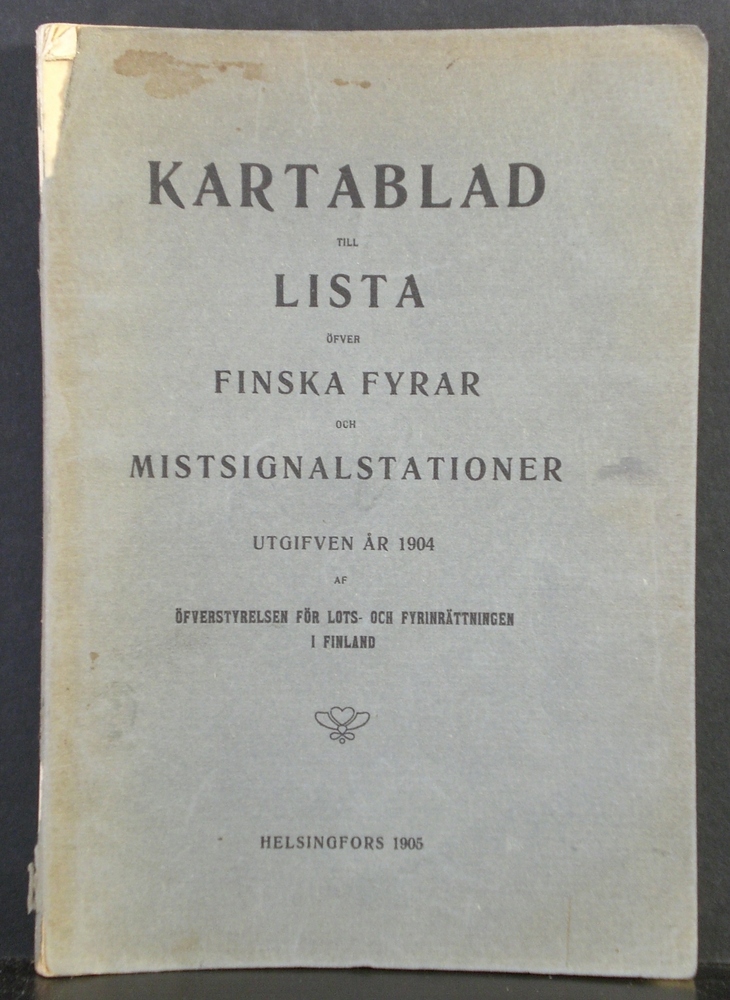 KARTABLAD
TILL
LISTA
ÖFVER
FINSKA FYRAR
OCH
MISTSIGNALSTATIONER
UTGIFVEN ÅR 1904
AF
ÖFVERSTYRELSEN FÖR LOTS- OCH FYRINRÄTTNINGEN
I FINLAND
HELSINGFORS 1905